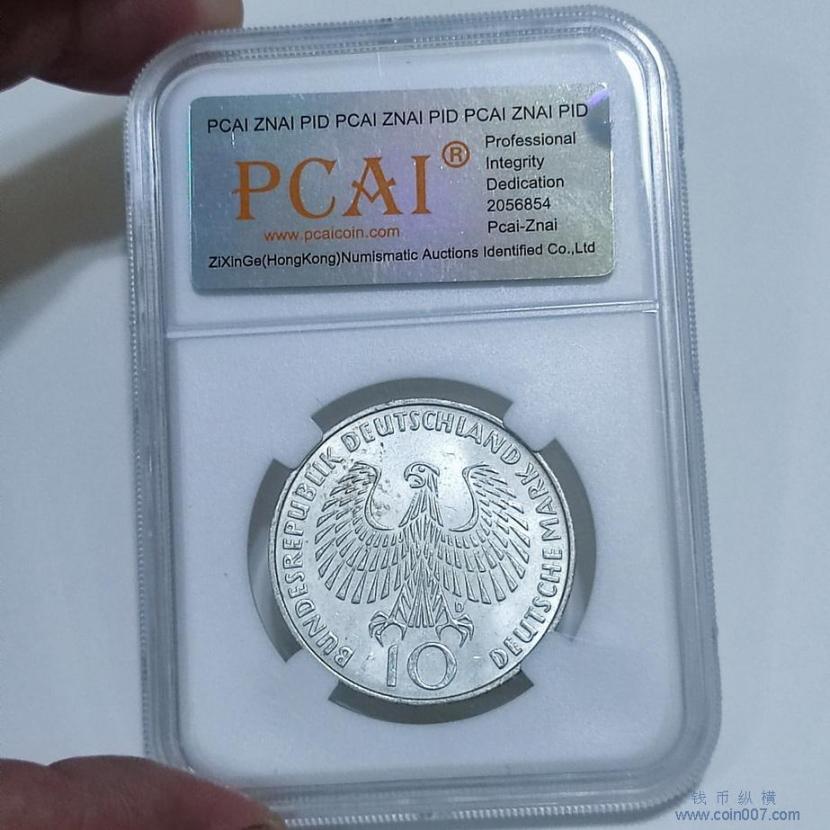 PCAI ZNAI PID PCAI ZNAI PID PCAI ZNAI PID
PCAI®
Professional
Integrity
Dedication
2056854
Pcai-Znai
www.pcaicoin.com
ZiXinGe(HongKong)Numismatic Auctions Identified Co.,Ltd
BUNDESREPUBLIK DEUTSCHLAND
DEUTSCHE MARK
D
10
钱币纵横
www.coin007.com